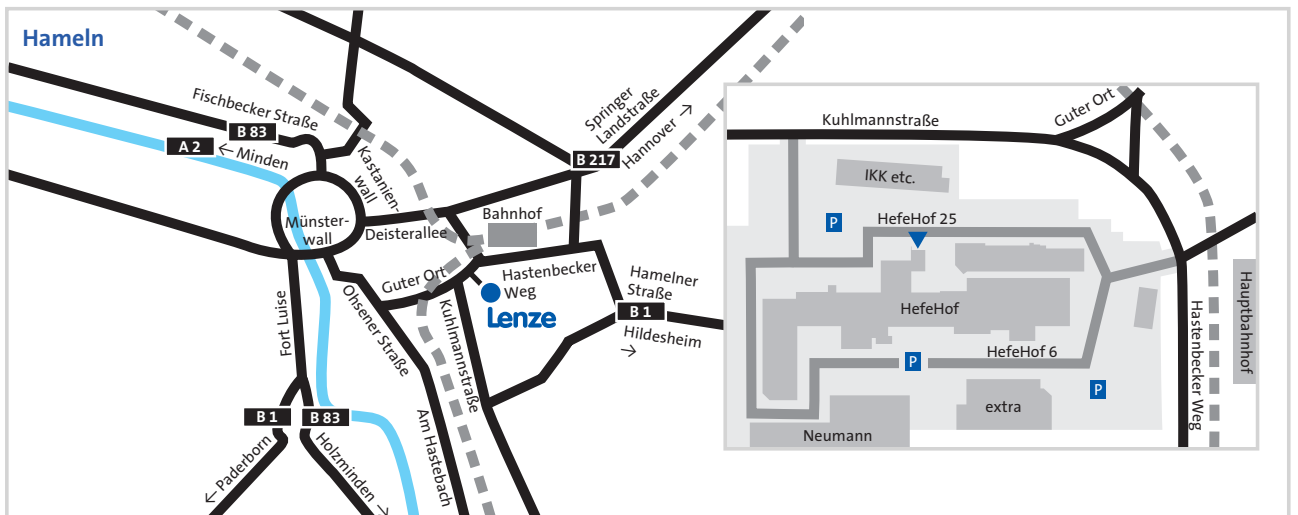 Hameln
Fischbecker Straße
B 83
A 2
← Minden
Kastanien-
wall
Münster-
wall
Deisterallee
Bahnhof
Springer
Landstraße
Hannover →
B 217
Guter Ort
Hastenbecker
Weg
Lenze
Hamelner
Straße
B 1
Hildesheim
→
Fort Luise
Ohsener Straße
Kuhlmannstraße
Am Hastebach
B 1
B 83
← Paderborn
Holzminden →
Kuhlmannstraße
Guter Ort
IKK etc.
P
HefeHof 25
HefeHof
HefeHof 6
P
P
extra
Neumann
Hastenbecker Weg
Hauptbahnhof